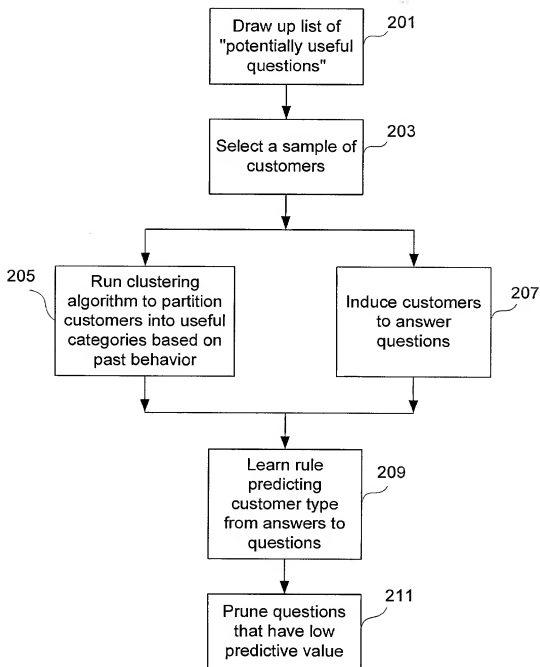 Draw up list of
"potentially useful
questions"
201
Select a sample of
customers
203
205
Run clustering
algorithm to partition
customers into useful
categories based on
past behavior
Induce customers
to answer
questions
207
Learn rule
predicting
customer type
from answers to
questions
209
Prune questions
that have low
predictive value
211